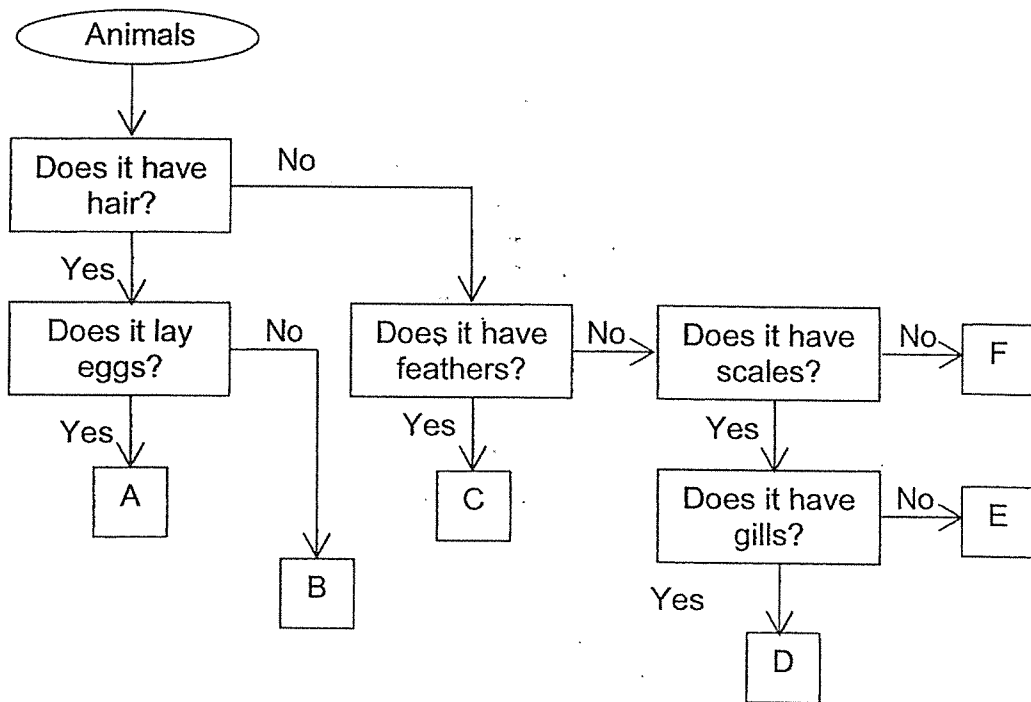 Animals
Does it have
hair?
No
Yes
Does it lay
eggs?
No
Yes
A
B
Does it have
feathers?
No
Yes
C
Does it have
scales?
No
F
Yes
Does it have
gills?
No
E
Yes
D